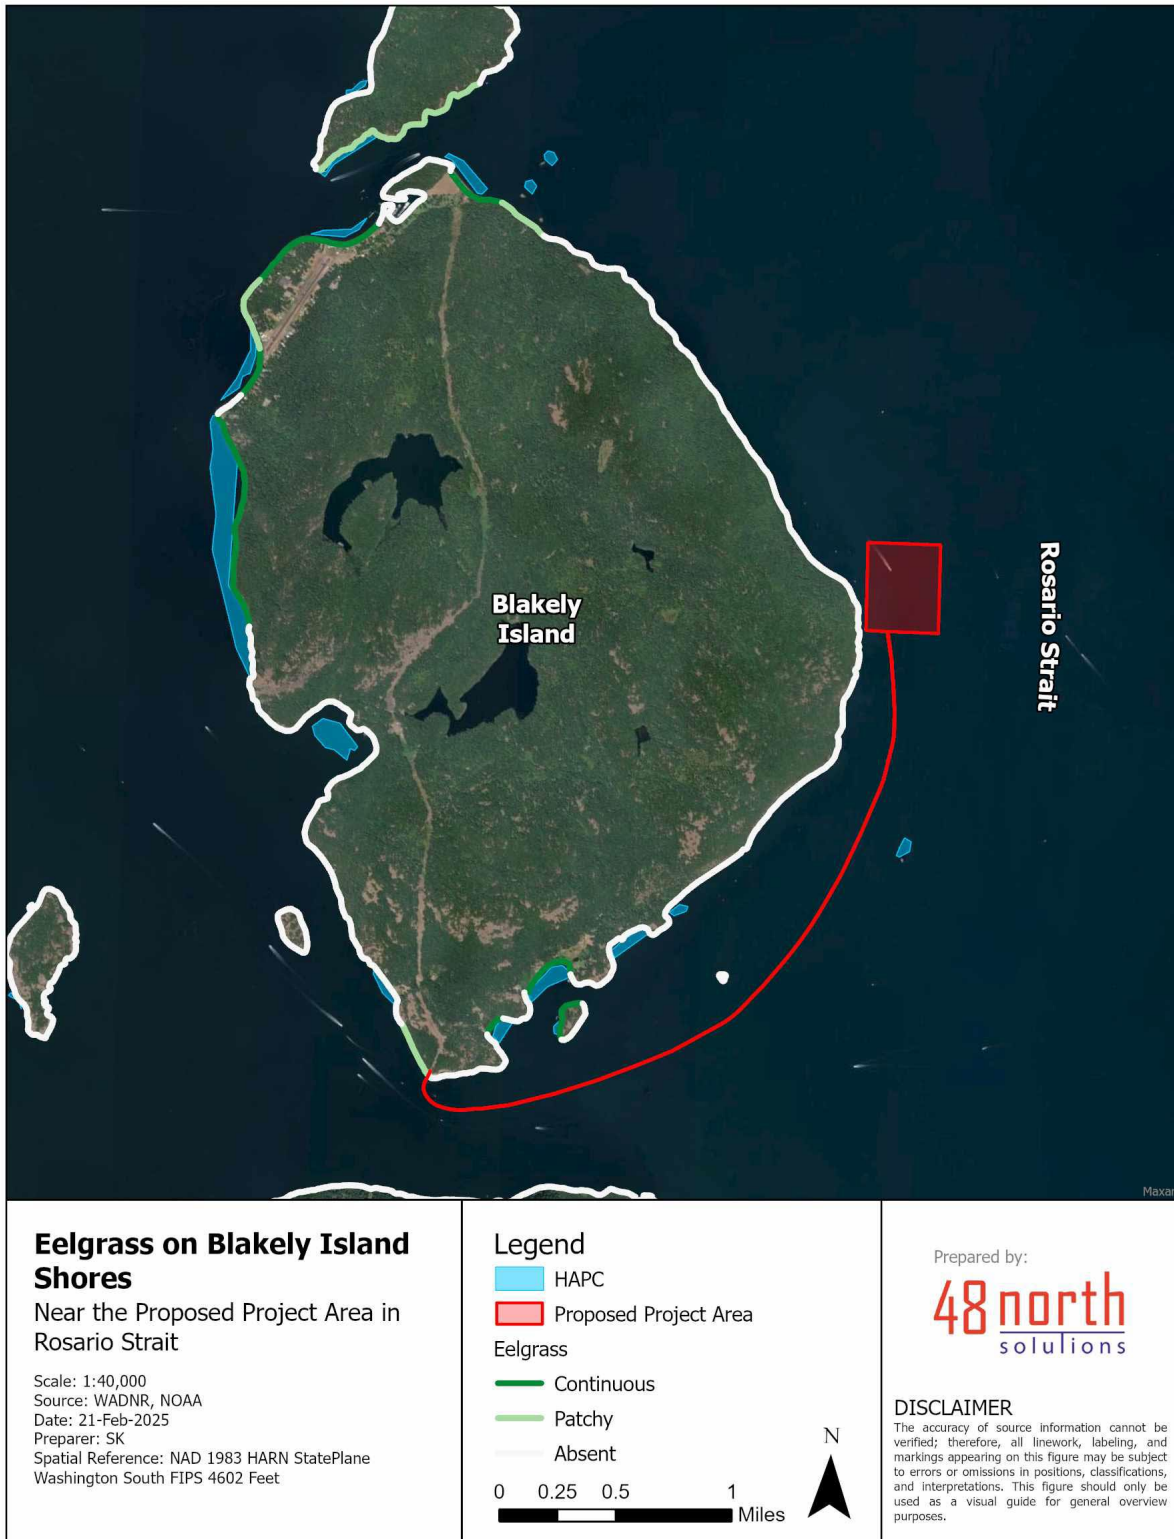 Blakely
Island
Rosario Strait
Maxar
Eelgrass on Blakely Island
Shores
Near the Proposed Project Area in
Rosario Strait
Scale: 1:40,000
Source: WADNR, NOAA
Date: 21-Feb-2025
Preparer: SK
Spatial Reference: NAD 1983 HARN StatePlane
Washington South FIPS 4602 Feet
Legend
HAPC
Proposed Project Area
Eelgrass
Continuous
Patchy
Absent
N
0 0.25 0.5 1
Miles
Prepared by:
48 north
solutions
DISCLAIMER
The accuracy of source information cannot be
verified; therefore, all linework, labeling, and
markings appearing on this figure may be subject
to errors or omissions in positions, classifications,
and interpretations. This figure should only be
used as a visual guide for general overview
purposes.